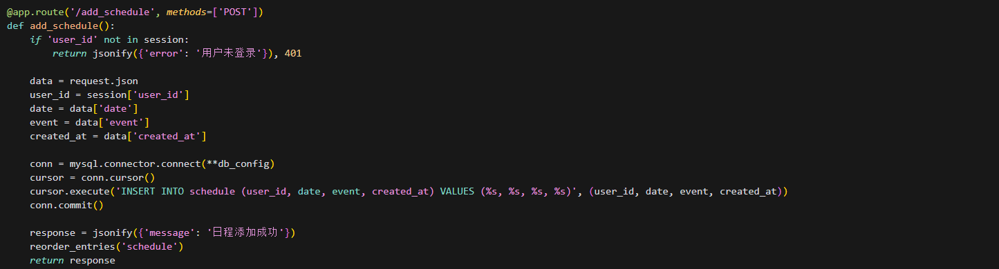 @app.route('/add_schedule', methods=['POST'])
def add_schedule():
    if 'user_id' not in session:
        return jsonify({'error': '用户未登录'}), 401

    data = request.json
    user_id = session['user_id']
    date = data['date']
    event = data['event']
    created_at = data['created_at']

    conn = mysql.connector.connect(**db_config)
    cursor = conn.cursor()
    cursor.execute('INSERT INTO schedule (user_id, date, event, created_at) VALUES (%s, %s, %s, %s)', (user_id, date, event, created_at))
    conn.commit()

    response = jsonify({'message': '日程添加成功'})
    reorder_entries('schedule')
    return response